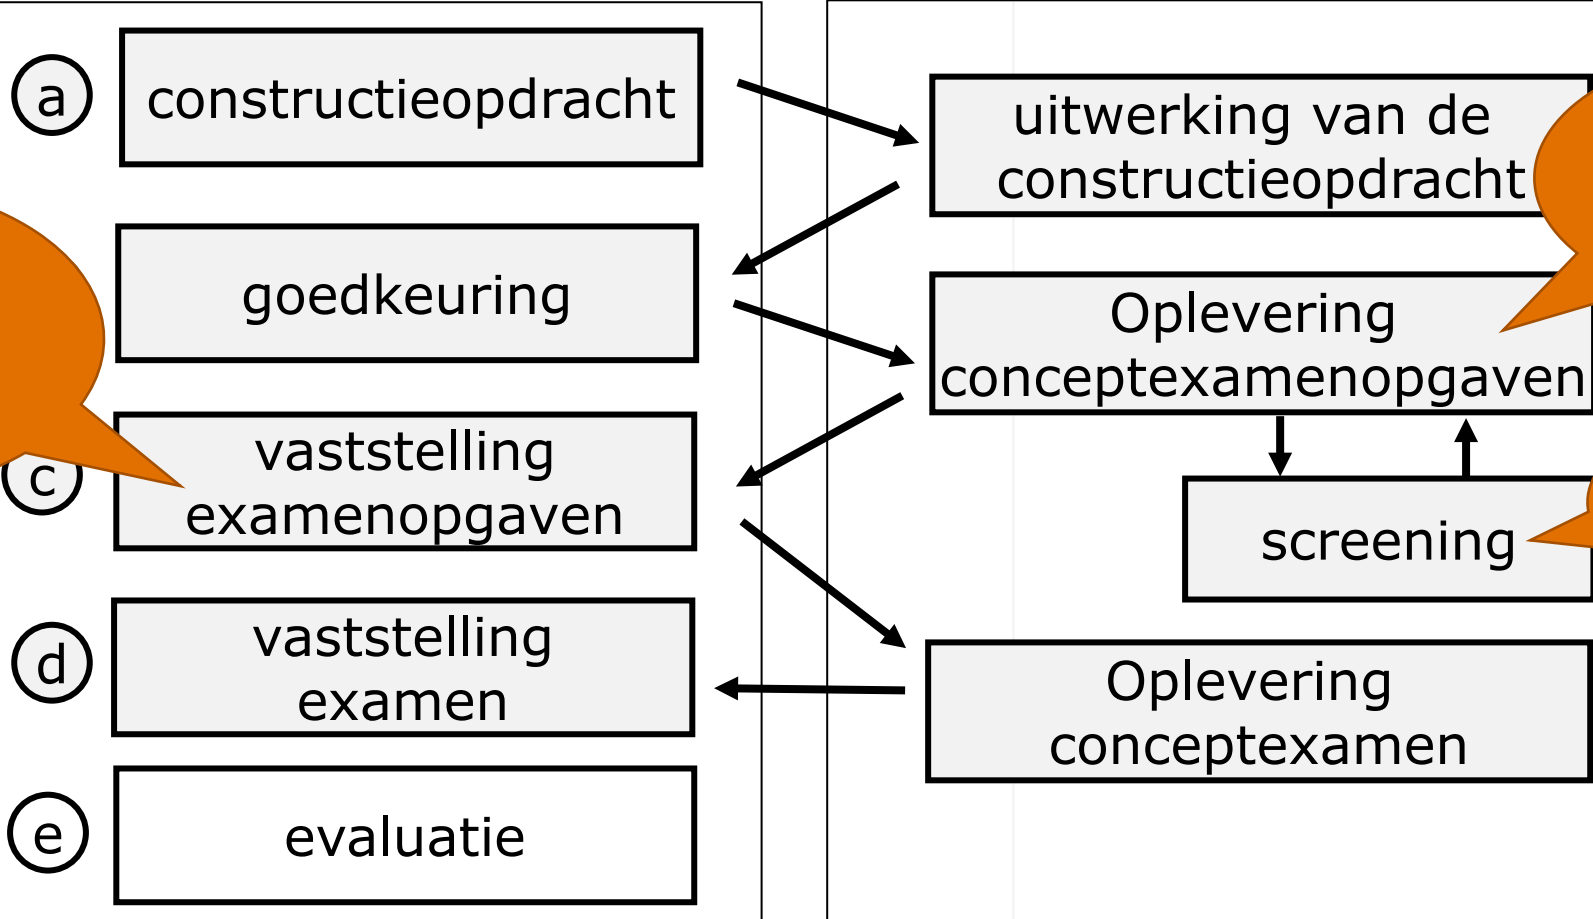 a
constructieopdracht
goedkeuring
c
vaststelling
examenopgaven
d
vaststelling
examen
e
evaluatie
uitwerking van de
constructieopdracht
Oplevering
conceptexamenopgaven
screening
Oplevering
conceptexamen